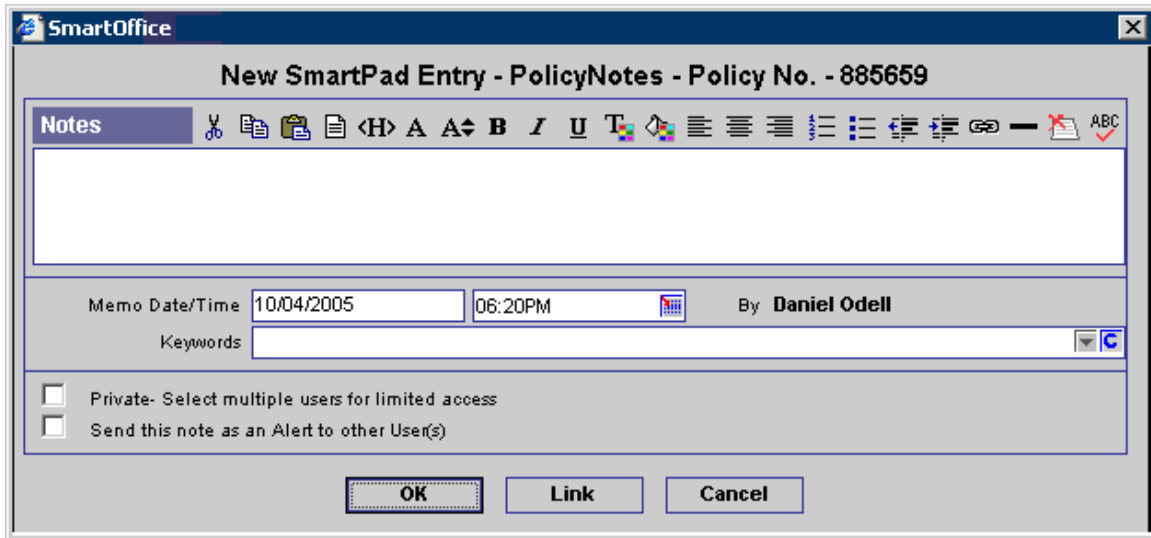 SmartOffice
New SmartPad Entry - PolicyNotes - Policy No. - 885659
Notes <H> A A B I U T ABC
Memo Date/Time 10/04/2005 06:20PM By Daniel Odell
Keywords C
Private- Select multiple users for limited access
Send this note as an Alert to other User(s)
OK Link Cancel